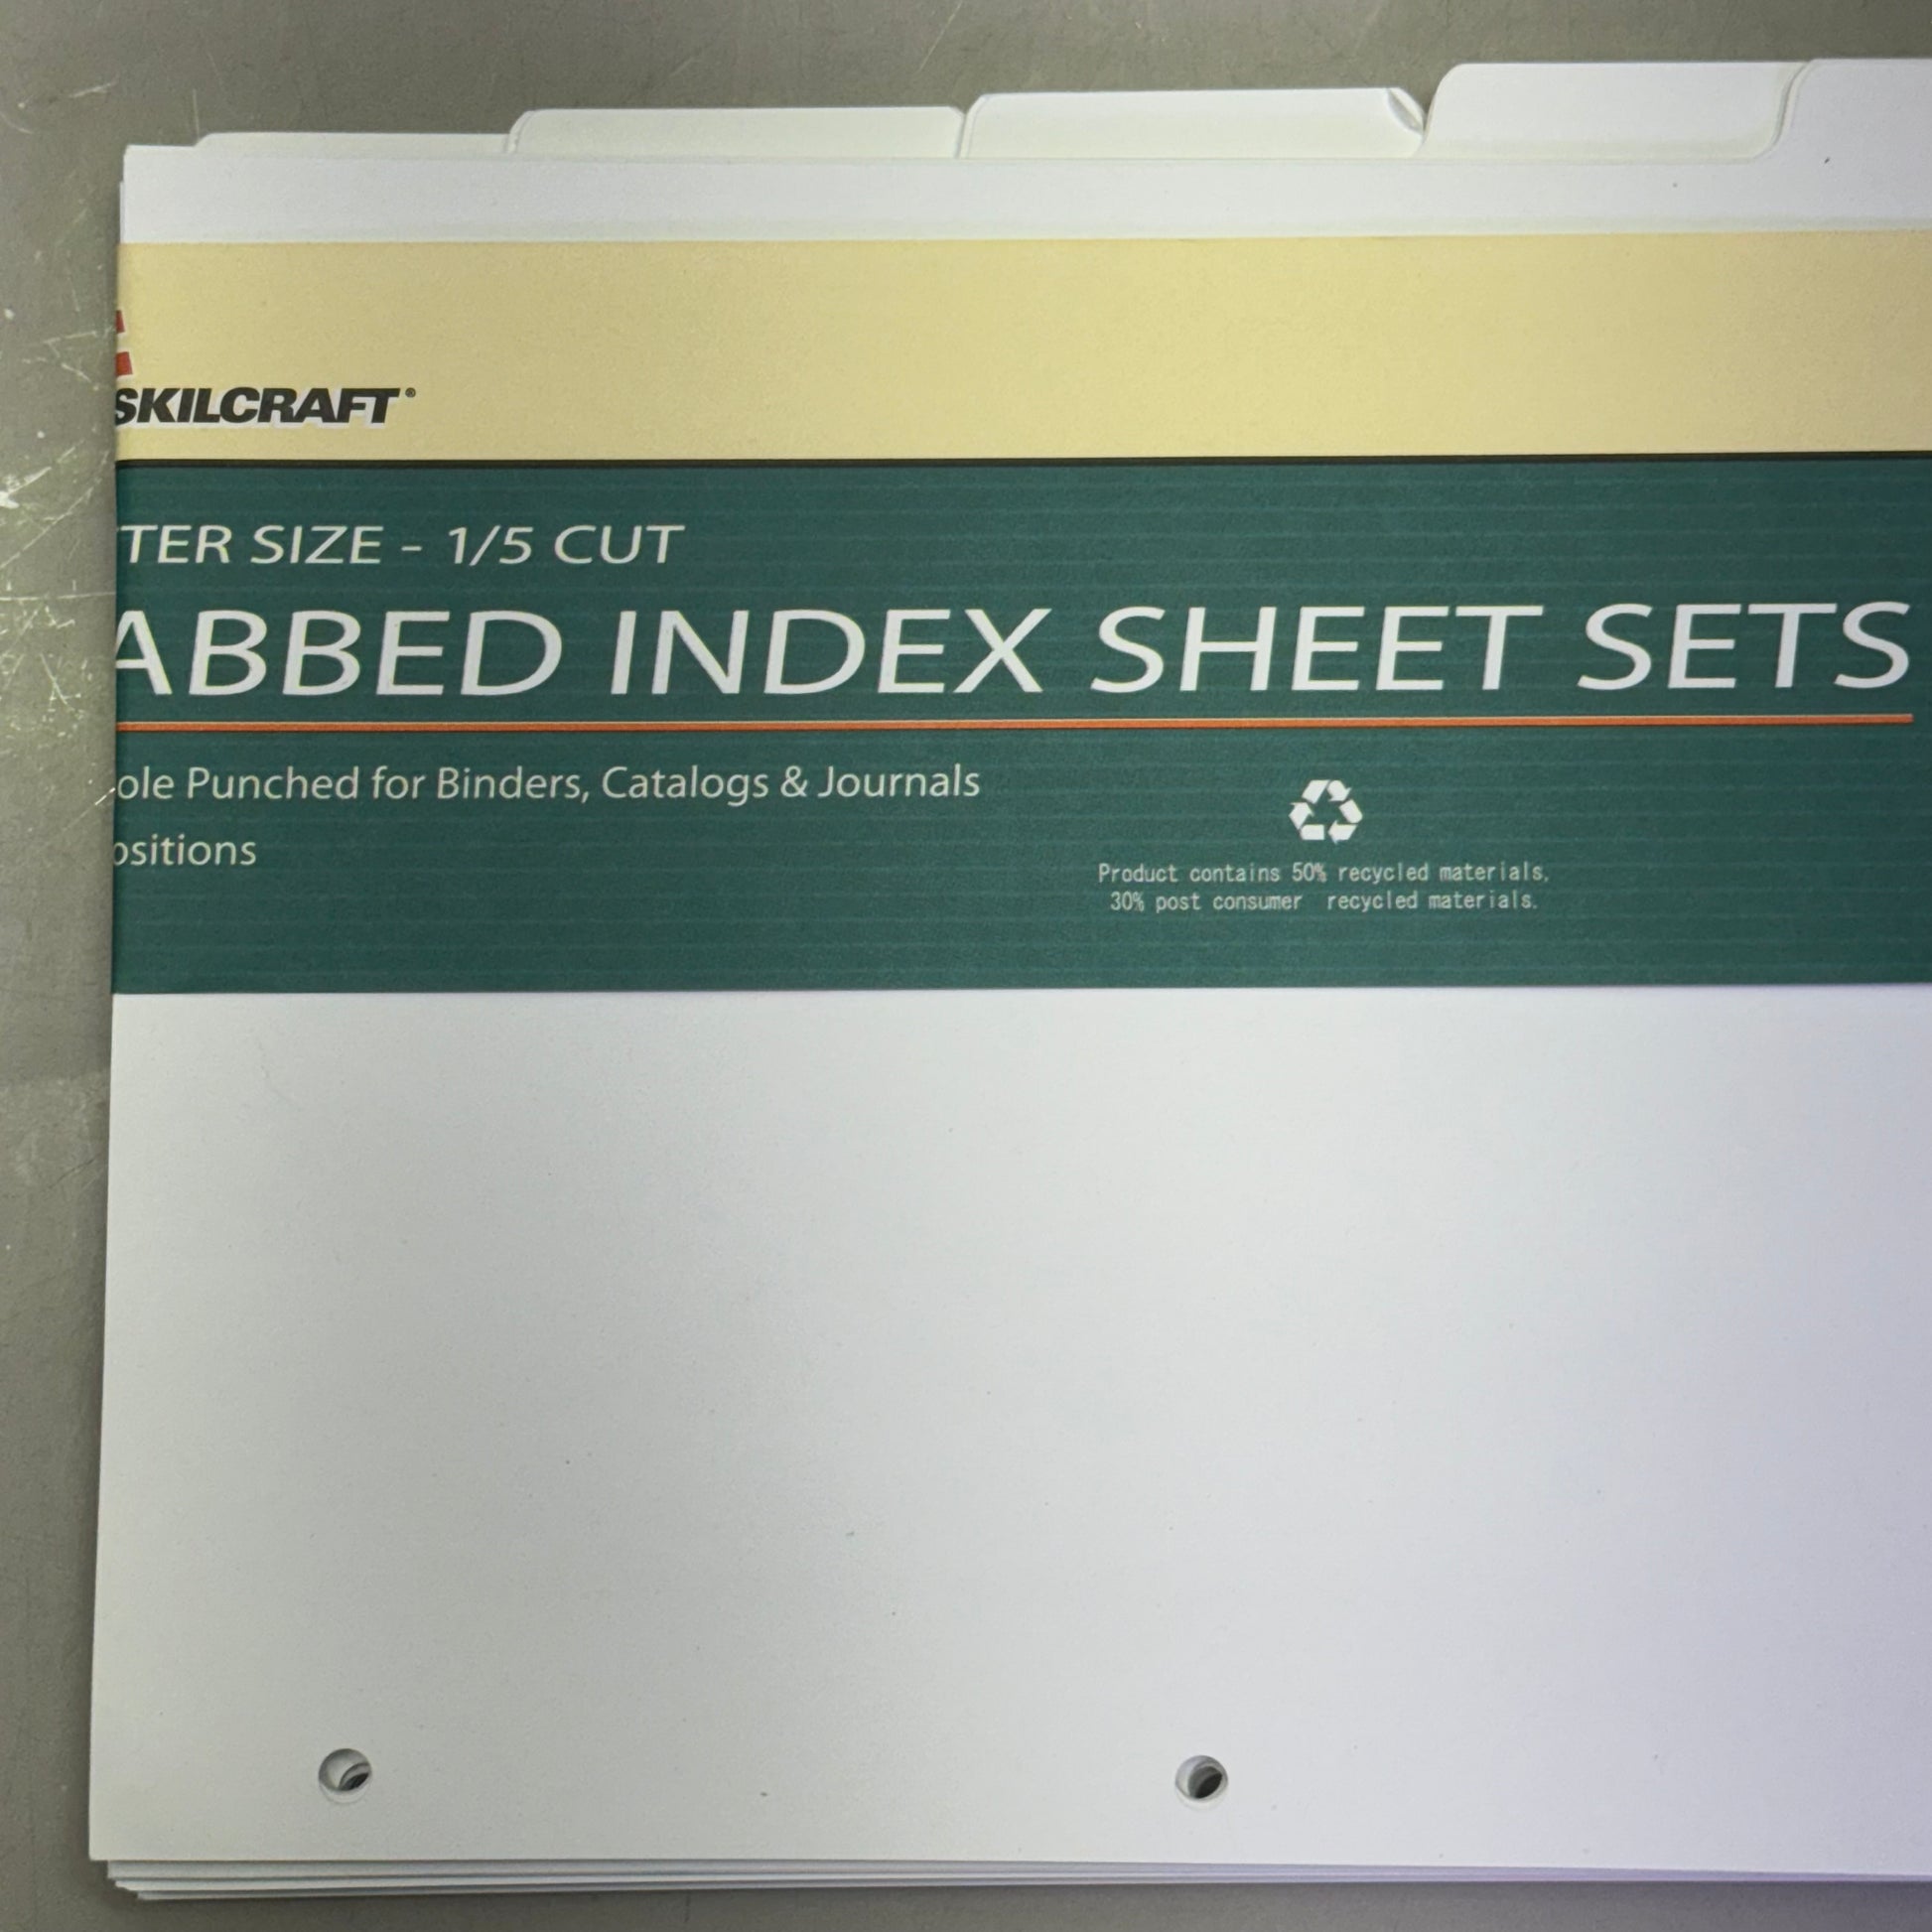 SKILCRAFT®
TER SIZE - 1/5 CUT
ABBED INDEX SHEET SETS
ole Punched for Binders, Catalogs & Journals
ositions
Product contains 50% recycled materials,
30% post consumer recycled materials.